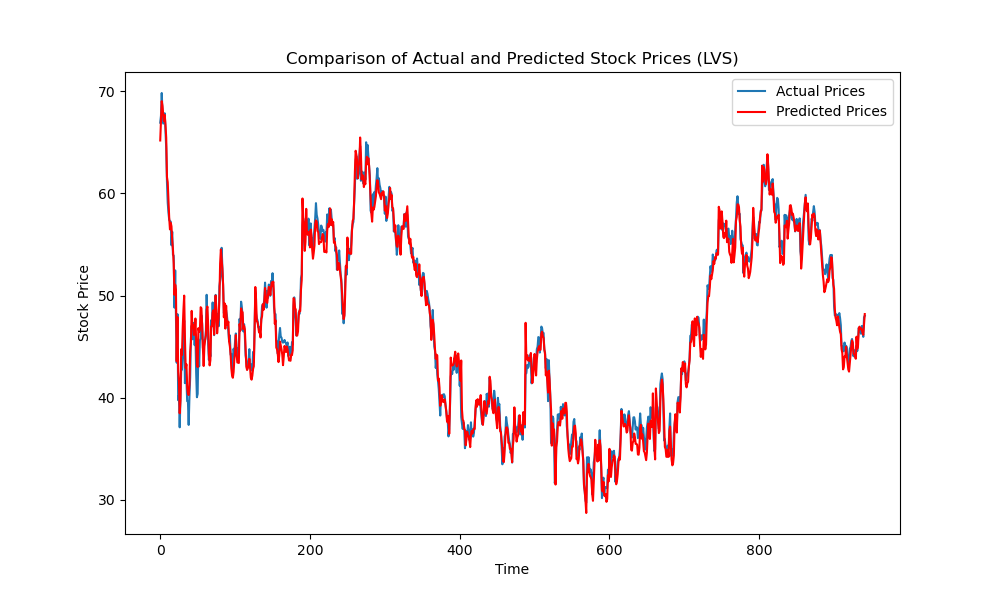 Comparison of Actual and Predicted Stock Prices (LVS)
Actual Prices
Predicted Prices
70
60
50
40
30
Stock Price
0 200 400 600 800
Time